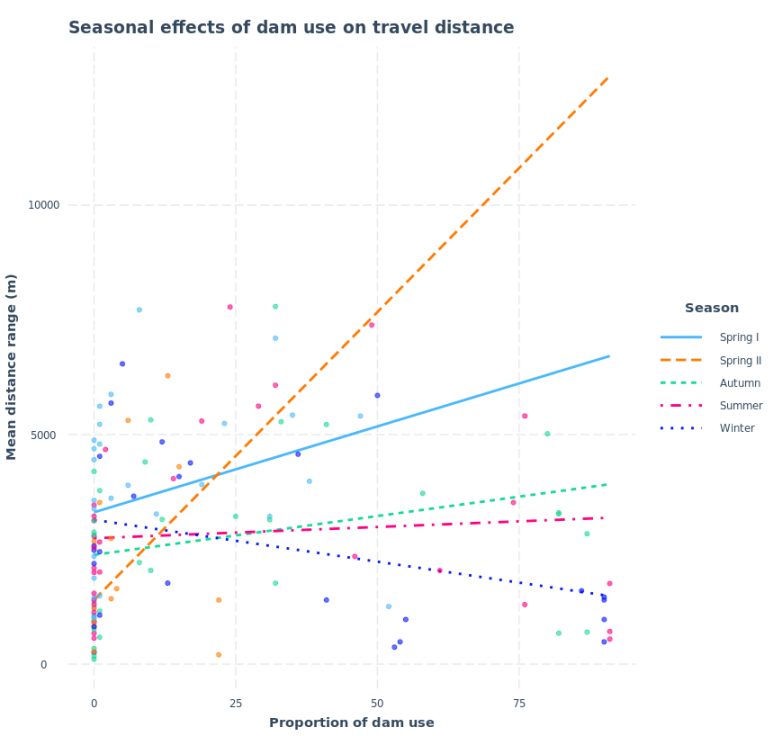 Seasonal effects of dam use on travel distance
Mean distance range (m)
10000
5000
0
0
25
50
75
Proportion of dam use
Season
Spring I
Spring II
Autumn
Summer
Winter